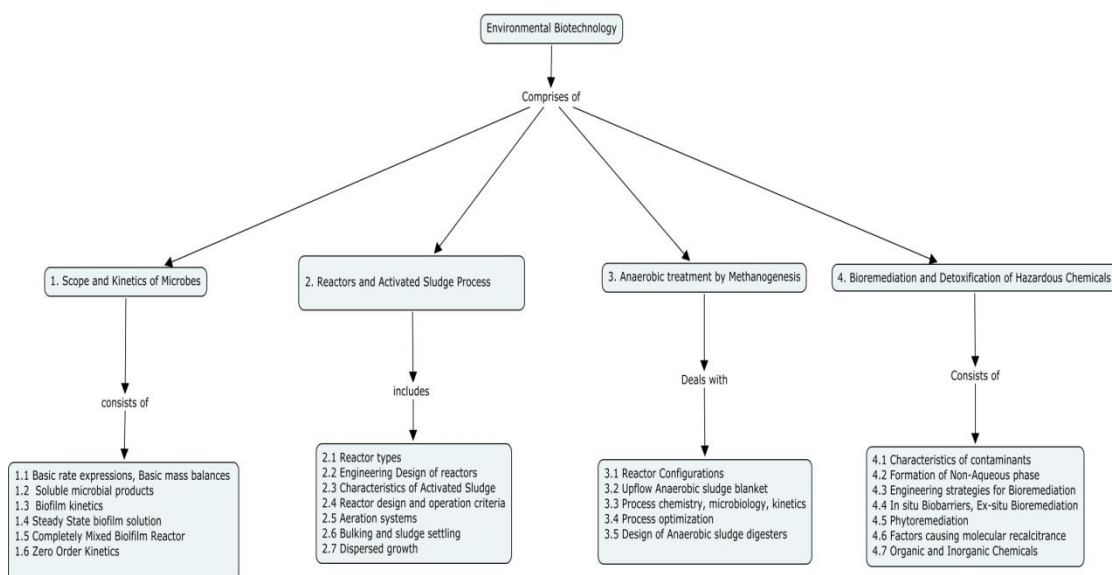 Environmental Biotechnology
Comprises of
1. Scope and Kinetics of Microbes
2. Reactors and Activated Sludge Process
3. Anaerobic treatment by Methanogenesis
4. Bioremediation and Detoxification of Hazardous Chemicals
consists of
includes
Deals with
Consists of
1.1 Basic rate expressions, Basic mass balances
1.2 Soluble microbial products
1.3 Biofilm kinetics
1.4 Steady State biofilm solution
1.5 Completely Mixed Biolfilm Reactor
1.6 Zero Order Kinetics
2.1 Reactor types
2.2 Engineering Design of reactors
2.3 Characteristics of Activated Sludge
2.4 Reactor design and operation criteria
2.5 Aeration systems
2.6 Bulking and sludge settling
2.7 Dispersed growth
3.1 Reactor Configurations
3.2 Upflow Anaerobic sludge blanket
3.3 Process chemistry, microbiology, kinetics
3.4 Process optimization
3.5 Design of Anaerobic sludge digesters
4.1 Characteristics of contaminants
4.2 Formation of Non-Aqueous phase
4.3 Engineering strategies for Bioremediation
4.4 In situ Biobarriers, Ex-situ Bioremediation
4.5 Phytoremediation
4.6 Factors causing molecular recalcitrance
4.7 Organic and Inorganic Chemicals